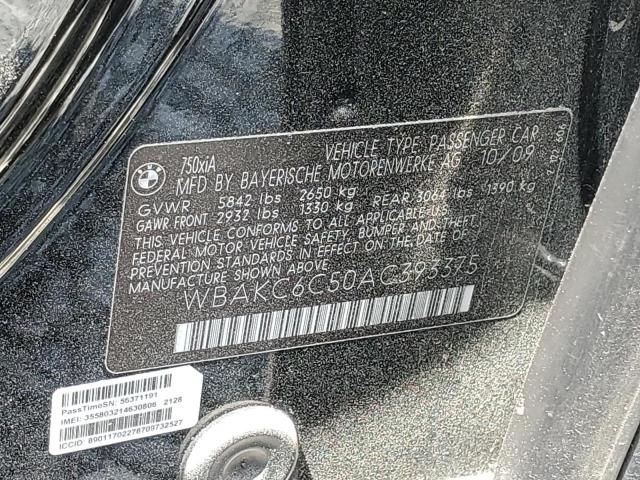 BMW
750xiA
VEHICLE TYPE PASSENGER CAR
MFD BY BAYERISCHE MOTORENWERKE AG 10/09
GVWR 5842 lbs 2650 kg
GAWR FRONT 2932 lbs 1330 kg REAR 3064 lbs 1390 kg
THIS VEHICLE CONFORMS TO ALL APPLICABLE U.S.
FEDERAL MOTOR VEHICLE SAFETY, BUMPER AND THEFT
PREVENTION STANDARDS IN EFFECT ON THE DATE OF
MANUFACTURE SHOWN ABOVE.
WBAKC6C50AC393375
PassTimeSN: 56371191
IMEI: 355803214630806 2128
ICCID: 89011702278709732527